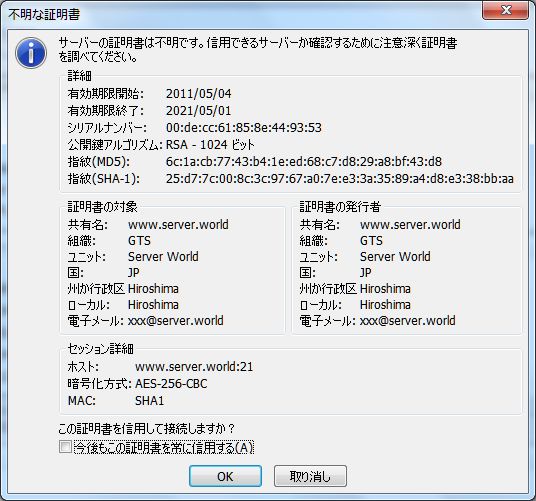 不明な証明書
サーバーの証明書は不明です。信用できるサーバーか確認するために注意深く証明書
を調べてください。
詳細
有効期限開始: 2011/05/04
有効期限終了: 2021/05/01
シリアルナンバー: 00:de:cc:61:85:8e:44:93:53
公開鍵アルゴリズム: RSA - 1024 ビット
指紋(MD5): 6c:1a:cb:77:43:b4:1e:ed:68:c7:d8:29:a8:bf:43:d8
指紋(SHA-1): 25:d7:7c:00:8c:3c:97:67:a0:7e:e3:3a:35:89:a4:d8:e3:38:bb:aa
証明書の対象
共有名: www.server.world
組織: GTS
ユニット: Server World
国: JP
州か行政区 Hiroshima
ローカル: Hiroshima
電子メール: xxx@server.world
証明書の発行者
共有名: www.server.world
組織: GTS
ユニット: Server World
国: JP
州か行政区 Hiroshima
ローカル: Hiroshima
電子メール: xxx@server.world
セッション詳細
ホスト: www.server.world:21
暗号化方式: AES-256-CBC
MAC: SHA1
この証明書を信用して接続しますか？
今後もこの証明書を常に信用する(A)
OK
取り消し